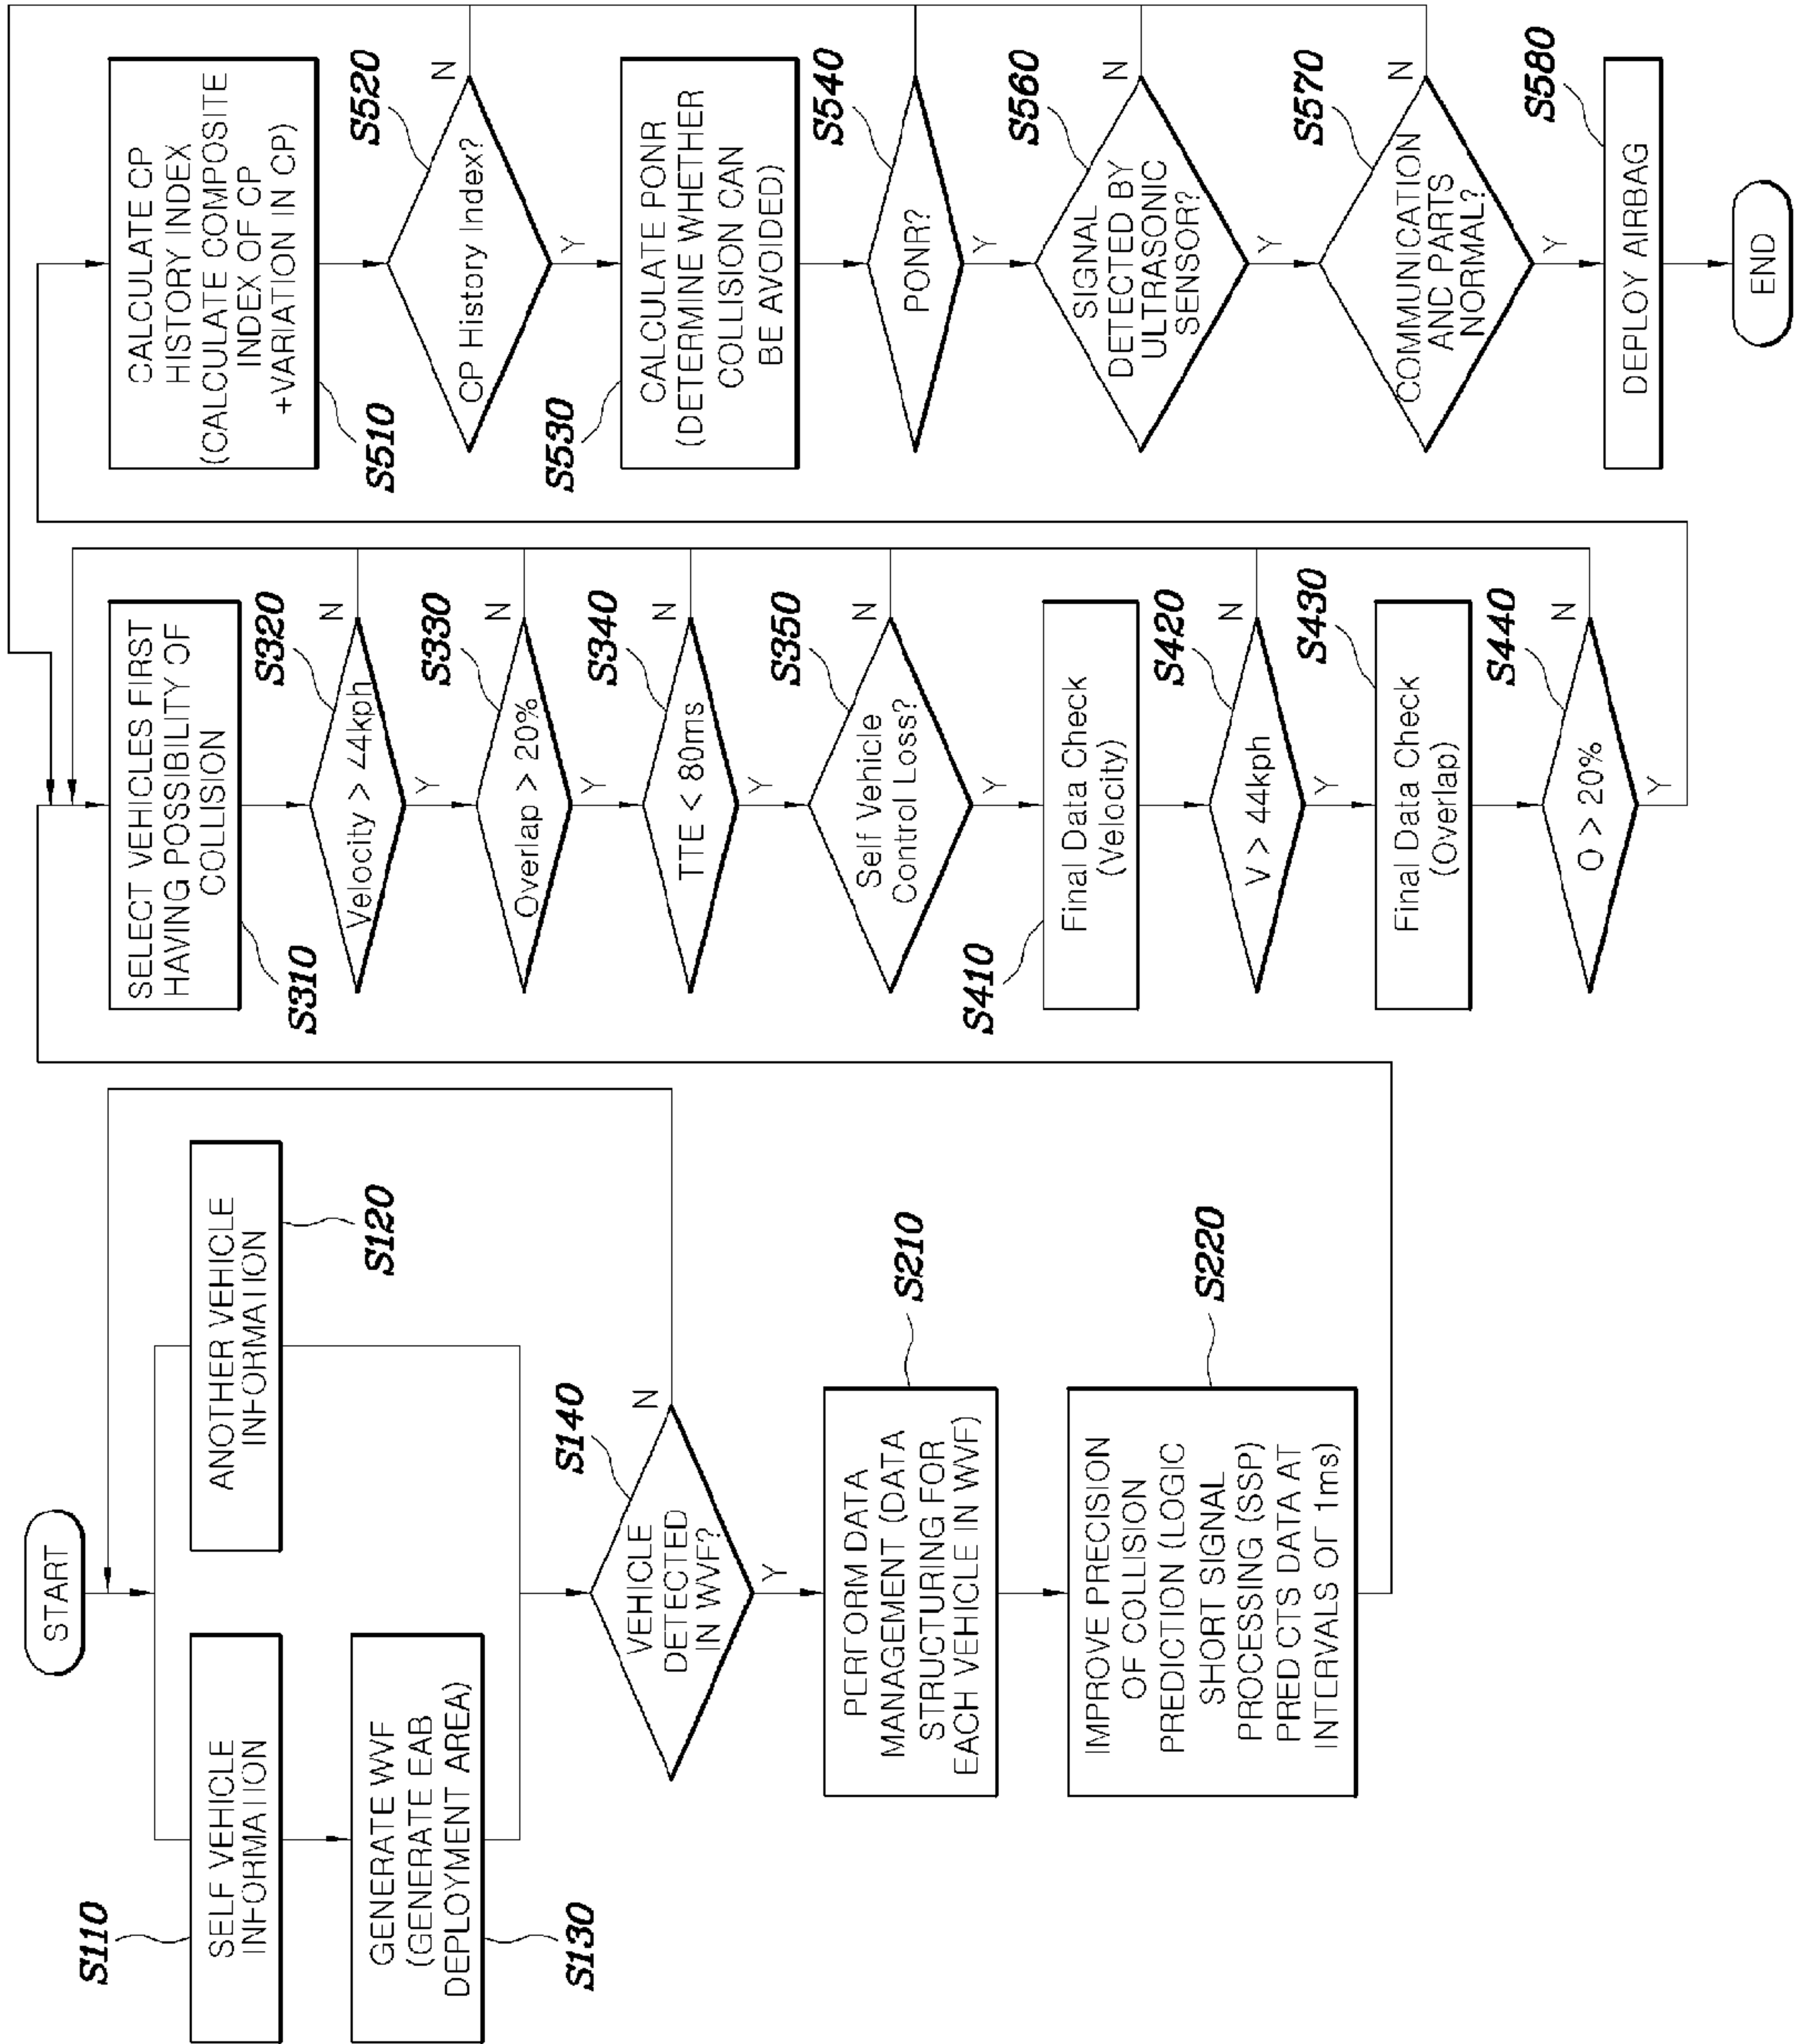 START
S110
SELF VEHICLE
INFORMATION
ANOTHER VEHICLE
INFORMATION
S120
GENERATE WVF
(GENERATE EAB
DEPLOYMENT AREA)
S130
S140
VEHICLE
DETECTED
IN WVF?
N
Y
PERFORM DATA
MANAGEMENT (DATA
STRUCTURING FOR
EACH VEHICLE IN WVF)
S210
IMPROVE PRECISION
OF COLLISION
PREDICTION (LOGIC
SHORT SIGNAL
PROCESSING (SSP)
PRED CTS DATA AT
INTERVALS OF 1ms)
S220
SELECT VEHICLES FIRST
HAVING POSSIBILITY OF
COLLISION
S310
S320
Velocity > 44kph
N
Y
S330
Overlap > 20%
N
Y
S340
TTE < 80ms
N
Y
S350
Self Vehicle
Control Loss?
N
Y
S410
Final Data Check
(Velocity)
S420
V > 44kph
N
Y
S430
Final Data Check
(Overlap)
S440
O > 20%
N
Y
CALCULATE CP
HISTORY INDEX
(CALCULATE COMPOSITE
INDEX OF CP
+VARIATION IN CP)
S510
S520
CP History Index?
N
Y
S530
CALCULATE PONR
(DETERMINE WHETHER
COLLISION CAN
BE AVOIDED)
S540
PONR?
Y
S560
SIGNAL
DETECTED BY
ULTRASONIC
SENSOR?
N
Y
S570
COMMUNICATION
AND PARTS
NORMAL?
N
Y
S580
DEPLOY AIRBAG
END